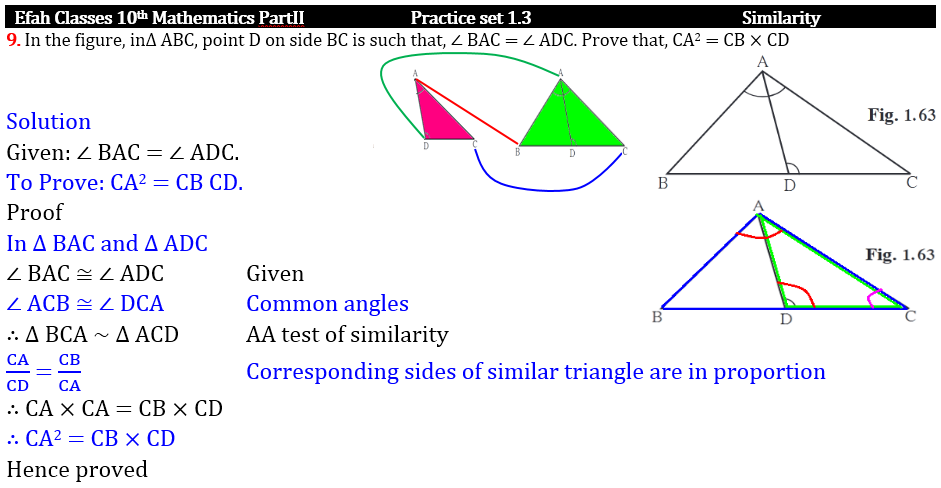 Efah Classes 10th Mathematics PartII Practice set 1.3 Similarity
9. In the figure, in∆ ABC, point D on side BC is such that, ∠ BAC = ∠ ADC. Prove that, CA² = CB × CD
A
Fig. 1.63
B D C
A
D C
A
B D C
Solution
Given: ∠ BAC = ∠ ADC.
To Prove: CA² = CB CD.
Proof
In ∆ BAC and ∆ ADC
∠ BAC ≅ ∠ ADC Given
∠ ACB ≅ ∠ DCA Common angles
∴ ∆ BCA ~ ∆ ACD AA test of similarity
CA/CD = CB/CA Corresponding sides of similar triangle are in proportion
∴ CA × CA = CB × CD
∴ CA² = CB × CD
Hence proved
A
Fig. 1.63
B D C